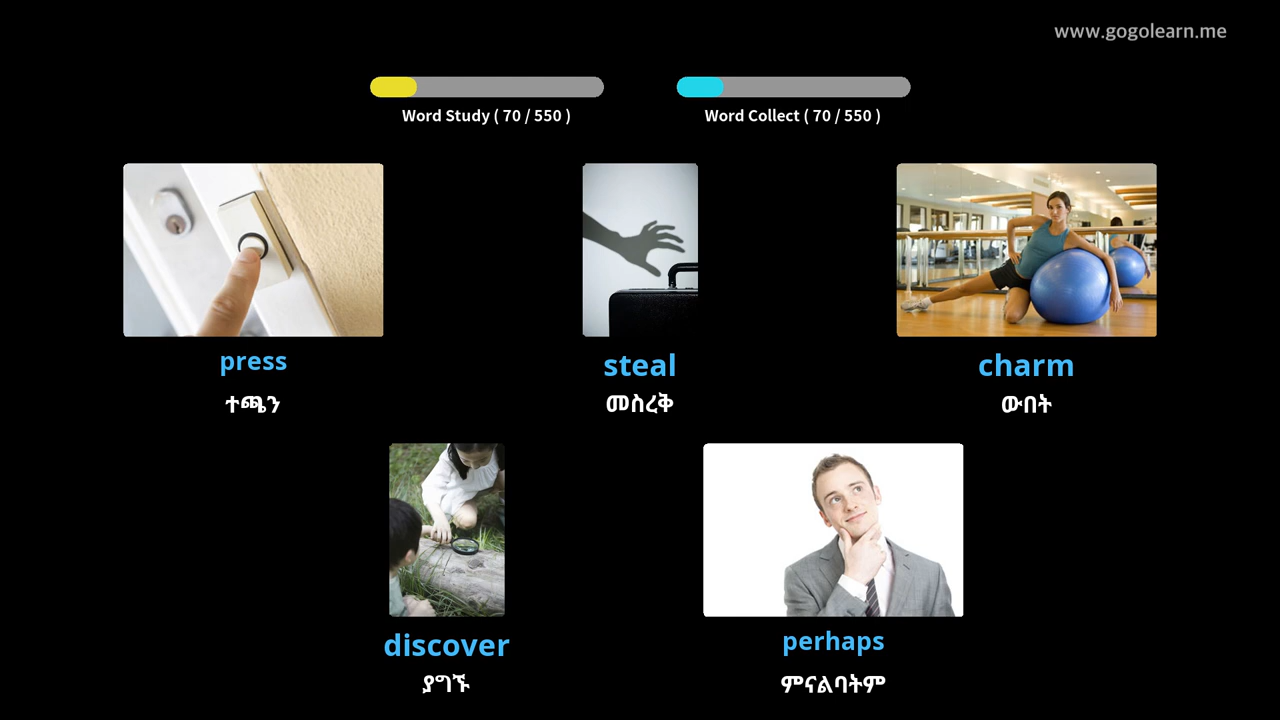 www.gogolearn.me
Word Study ( 70 / 550 )
Word Collect ( 70 / 550 )
press
ተጫን
steal
መስረቅ
charm
ውበት
discover
ያግኙ
perhaps
ምናልባትም